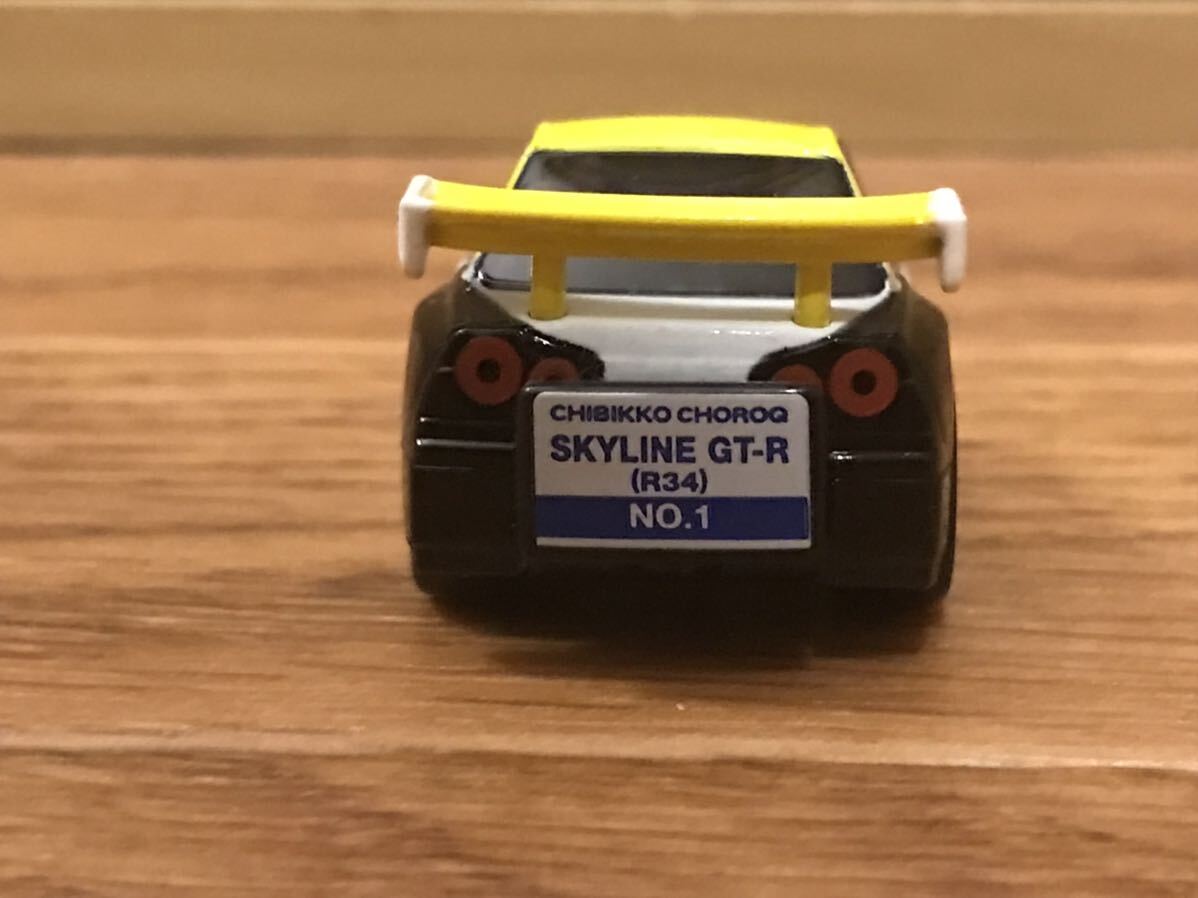 CHIBIKKO CHOROQ
SKYLINE GT-R
(R34)
NO.1